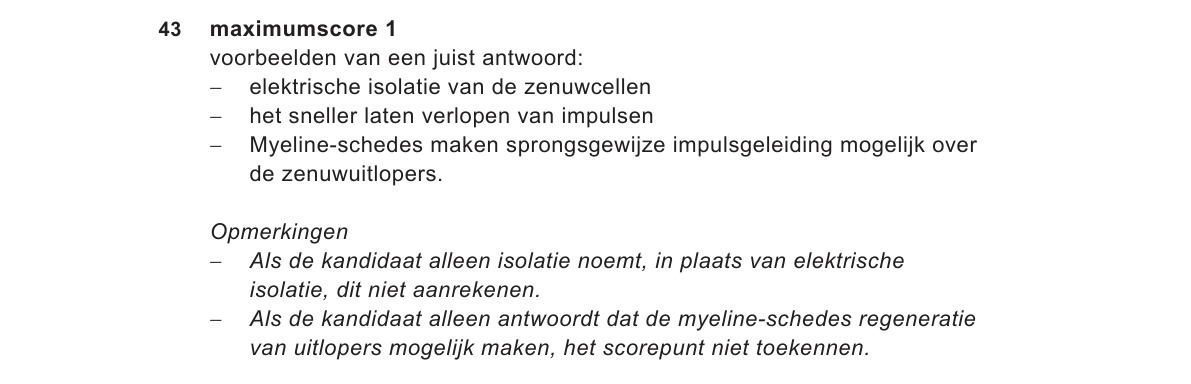 43 maximumscore 1
voorbeelden van een juist antwoord:
– elektrische isolatie van de zenuwcellen
– het sneller laten verlopen van impulsen
– Myeline-schedes maken sprongsgewijze impulsgeleiding mogelijk over
de zenuwuitlopers.
Opmerkingen
– Als de kandidaat alleen isolatie noemt, in plaats van elektrische
isolatie, dit niet aanrekenen.
– Als de kandidaat alleen antwoordt dat de myeline-schedes regeneratie
van uitlopers mogelijk maken, het scorepunt niet toekennen.